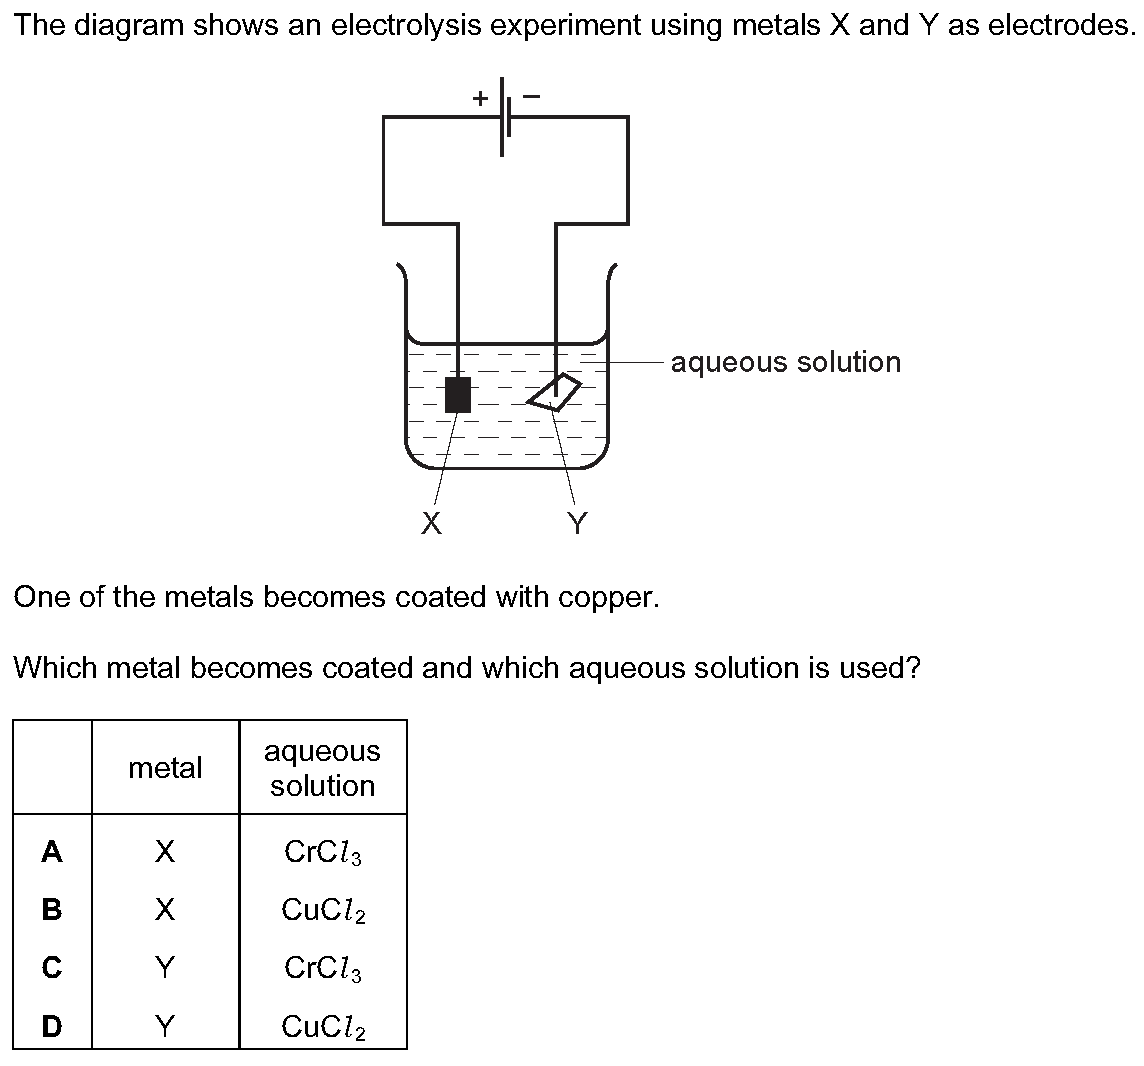 The diagram shows an electrolysis experiment using metals X and Y as electrodes.
+ −
aqueous solution
X Y
One of the metals becomes coated with copper.
Which metal becomes coated and which aqueous solution is used?
metal aqueous solution
A X CrCl₃
B X CuCl₂
C Y CrCl₃
D Y CuCl₂